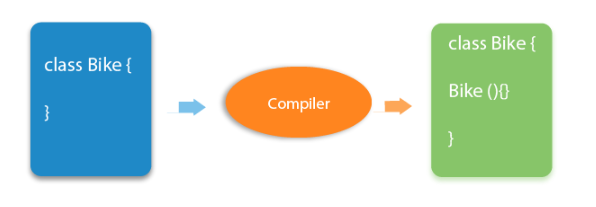 class Bike {
}
Compiler
class Bike {
Bike (){}
}